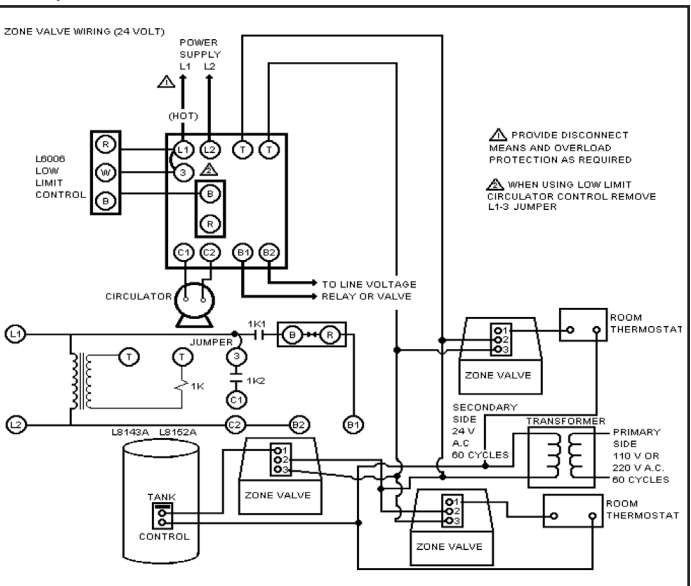 ZONE VALVE WIRING (24 VOLT)
POWER
SUPPLY
L1 L2
1
(HOT)
L6006
LOW
LIMIT
CONTROL
R
W
B
L1
L2
T
T
3
2
B
R
C1
C2
B1
B2
1 PROVIDE DISCONNECT
MEANS AND OVERLOAD
PROTECTION AS REQUIRED
2 WHEN USING LOW LIMIT
CIRCULATOR CONTROL REMOVE
L1-3 JUMPER
TO LINE VOLTAGE
RELAY OR VALVE
CIRCULATOR
L1
JUMPER
1K1
B
R
T
T
3
1K
1K2
C1
L2
C2
B2
B1
L8143A L8152A
1
2
3
ZONE VALVE
ROOM
THERMOSTAT
SECONDARY
SIDE
24 V
A.C
60 CYCLES
TRANSFORMER
PRIMARY
SIDE
110 V OR
220 V A.C.
60 CYCLES
1
2
3
ZONE VALVE
TANK
CONTROL
1
2
3
ZONE VALVE
ROOM
THERMOSTAT